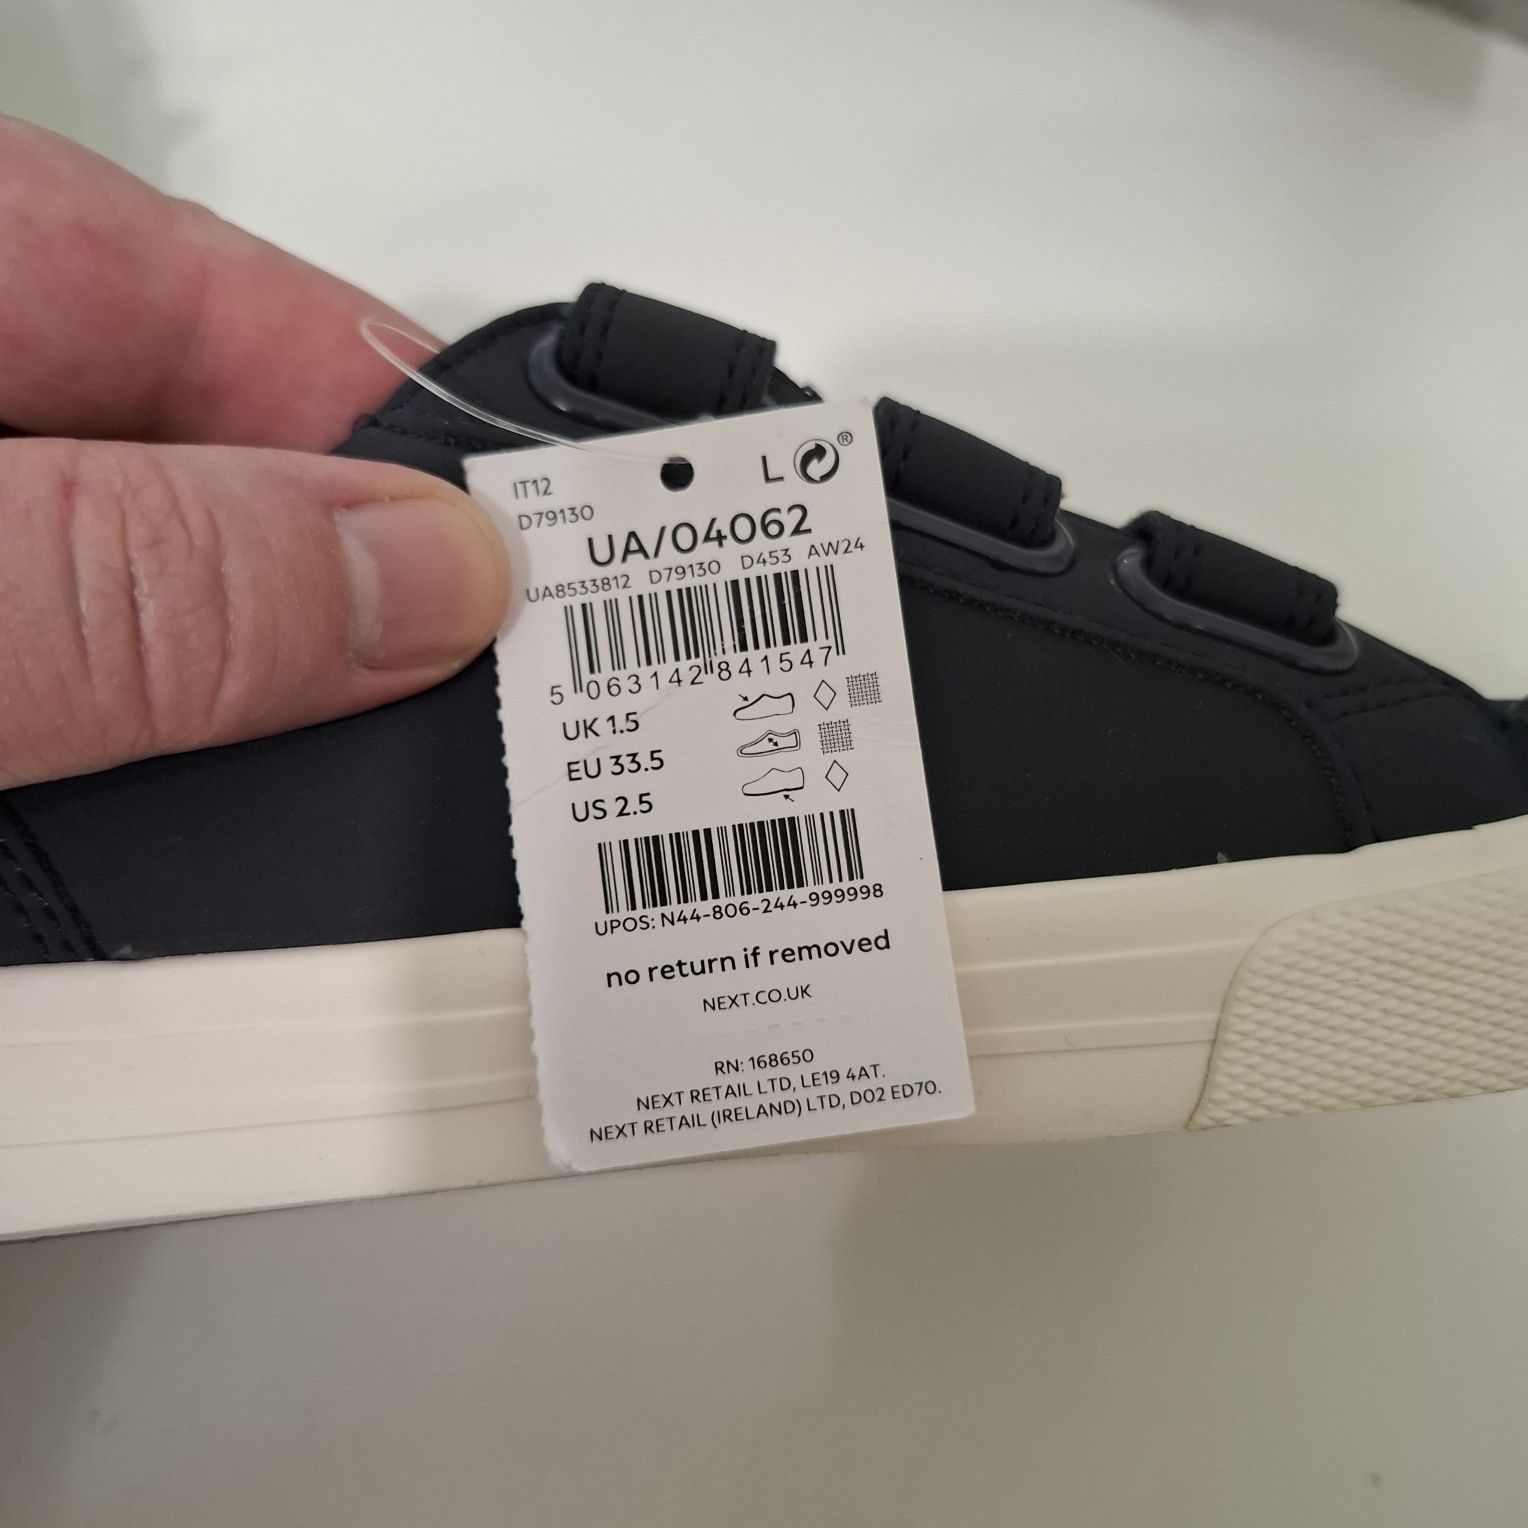 L ®
IT12
D79130
UA/04062
UA8533812 D79130 D453 AW24
5 063142 841547
UK 1.5
EU 33.5
US 2.5
UPOS: N44-806-244-999998
no return if removed
NEXT.CO.UK
RN: 168650
NEXT RETAIL LTD, LE19 4AT.
NEXT RETAIL (IRELAND) LTD, D02 ED70.